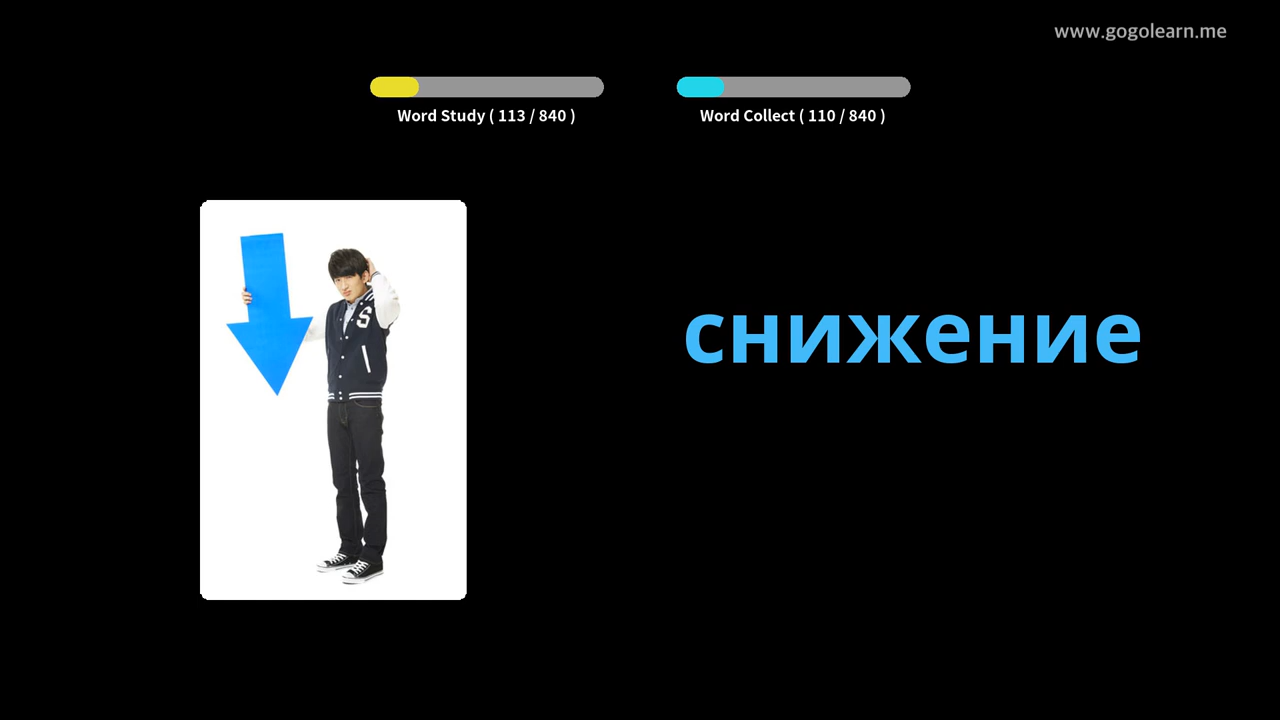 www.gogolearn.me
Word Study ( 113 / 840 )
Word Collect ( 110 / 840 )
S
снижение